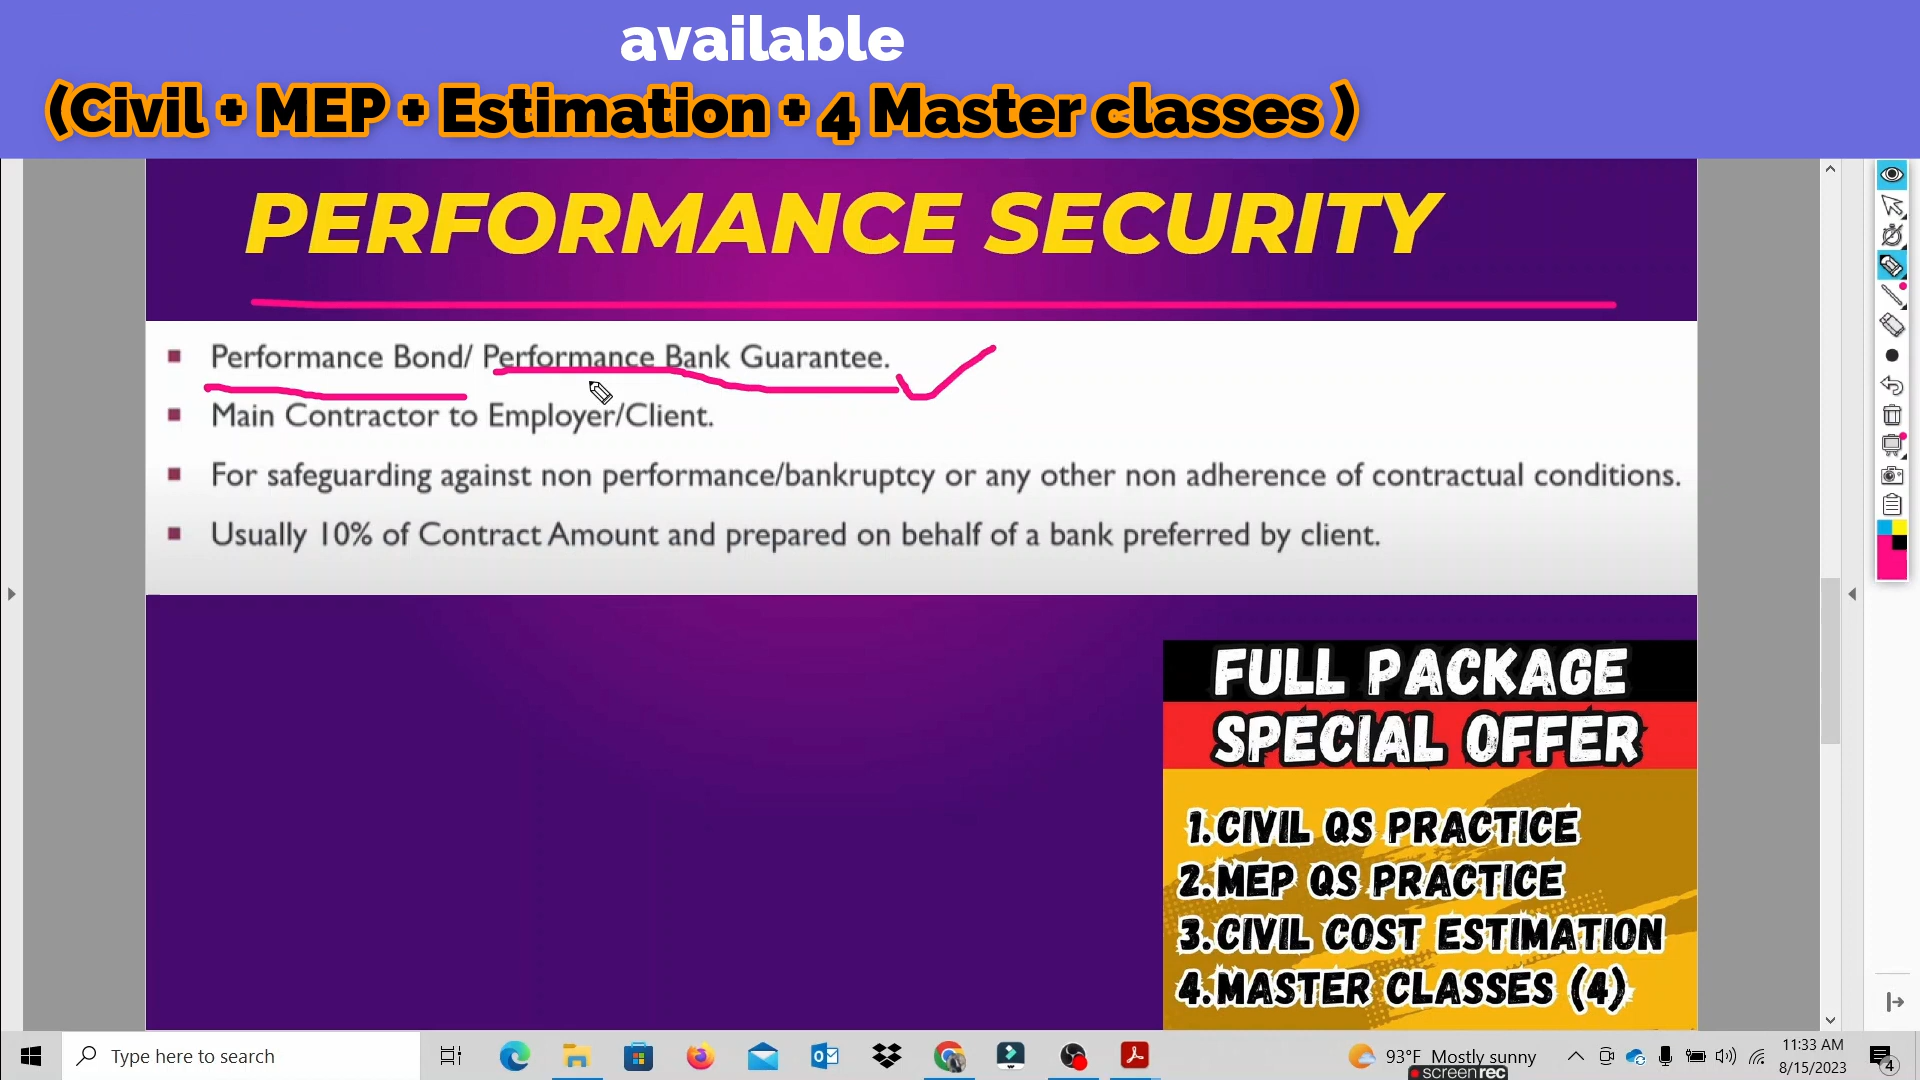 available
(Civil + MEP + Estimation + 4 Master classes )
PERFORMANCE SECURITY
Performance Bond/ Performance Bank Guarantee.
Main Contractor to Employer/Client.
For safeguarding against non performance/bankruptcy or any other non adherence of contractual conditions.
Usually 10% of Contract Amount and prepared on behalf of a bank preferred by client.
FULL PACKAGE
SPECIAL OFFER
1.CIVIL QS PRACTICE
2.MEP QS PRACTICE
3.CIVIL COST ESTIMATION
4.MASTER CLASSES (4)
Type here to search
93°F Mostly sunny
screenrec
11:33 AM
8/15/2023
4